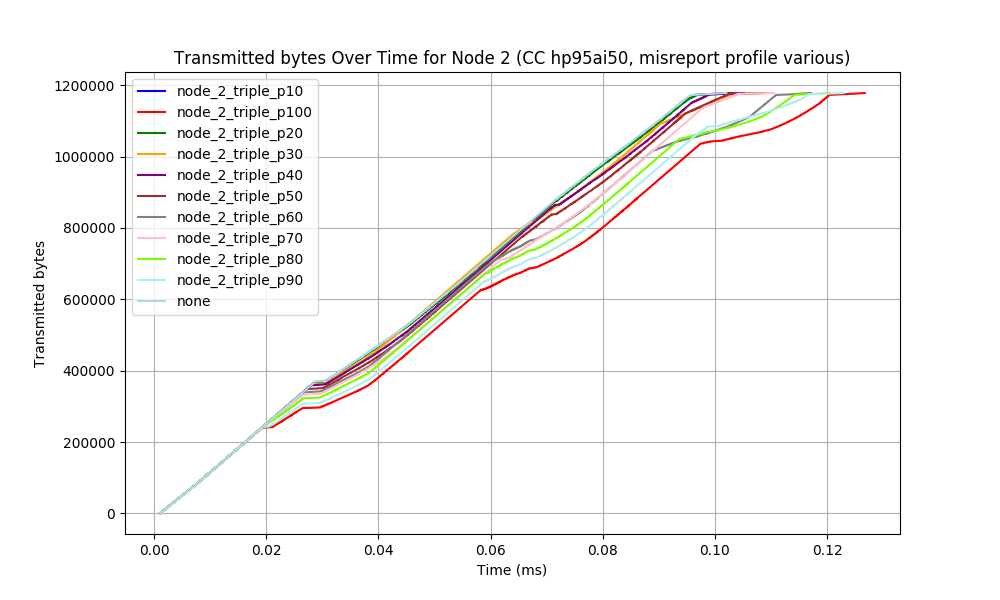 Transmitted bytes Over Time for Node 2 (CC hp95ai50, misreport profile various)
Transmitted bytes
1200000
1000000
800000
600000
400000
200000
0
node_2_triple_p10
node_2_triple_p100
node_2_triple_p20
node_2_triple_p30
node_2_triple_p40
node_2_triple_p50
node_2_triple_p60
node_2_triple_p70
node_2_triple_p80
node_2_triple_p90
none
0.00
0.02
0.04
0.06
0.08
0.10
0.12
Time (ms)